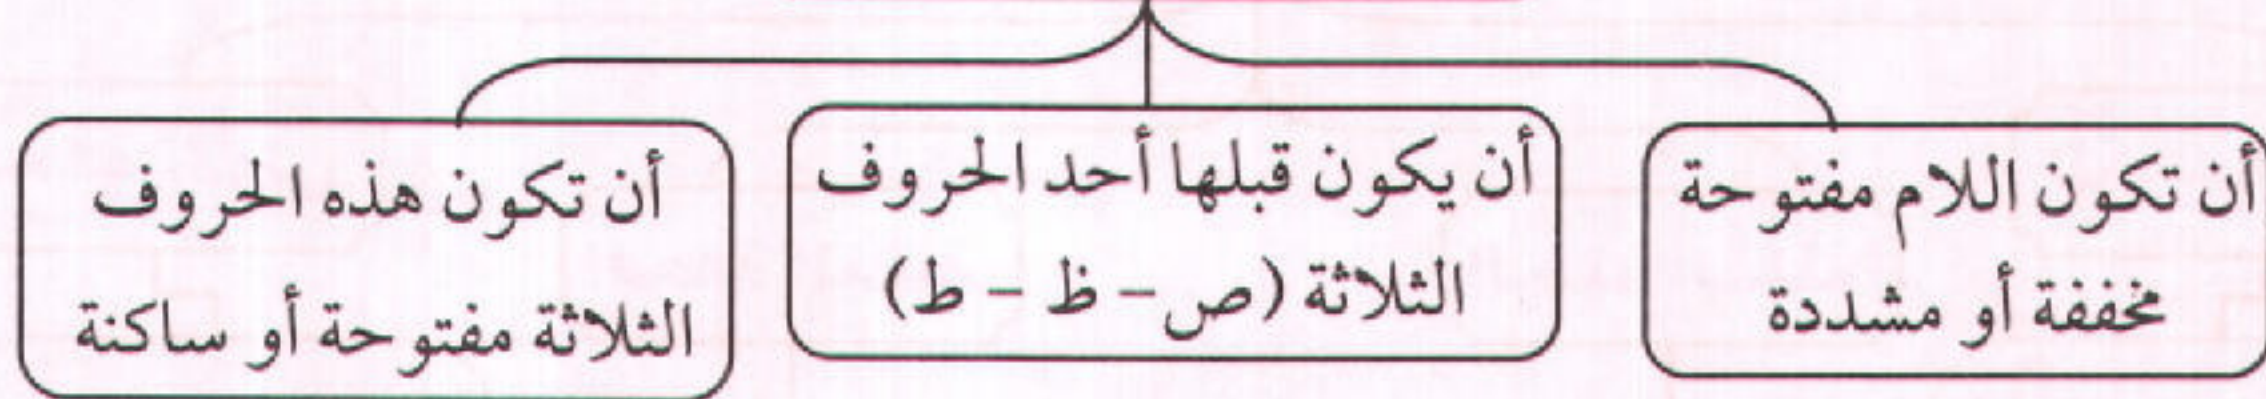 أن تكون اللام مفتوحة
مخففة أو مشددة
أن يكون قبلها أحد الحروف
الثلاثة (ص - ظ - ط)
أن تكون هذه الحروف
الثلاثة مفتوحة أو ساكنة